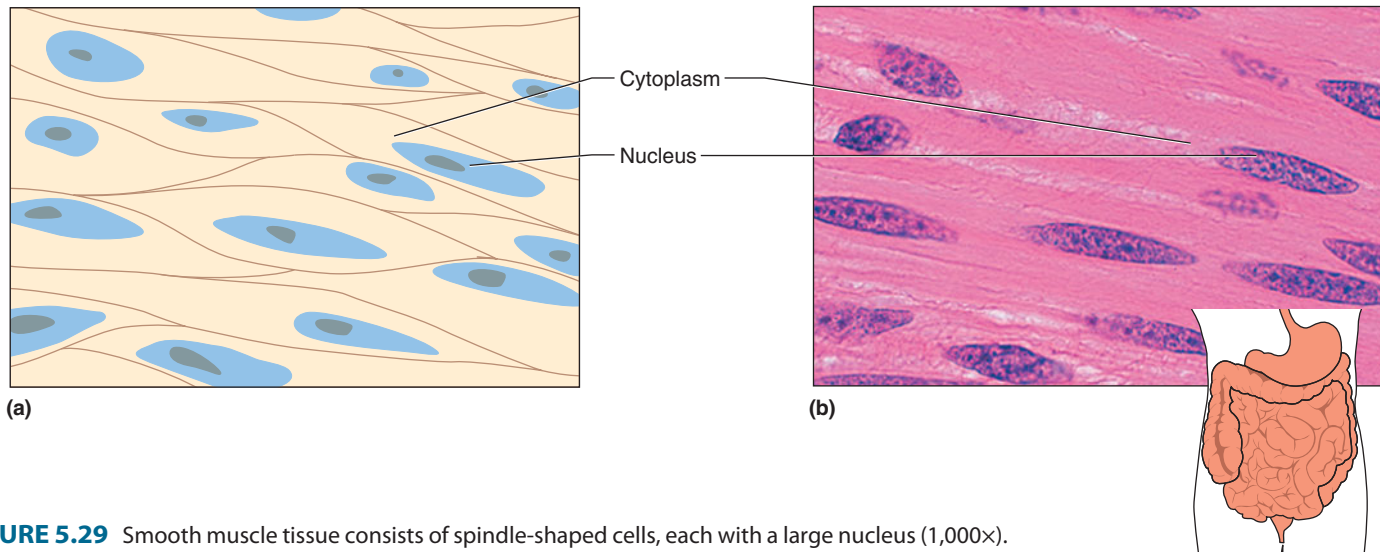 Cytoplasm
Nucleus
(a)
(b)
URE 5.29 Smooth muscle tissue consists of spindle-shaped cells, each with a large nucleus (1,000×).